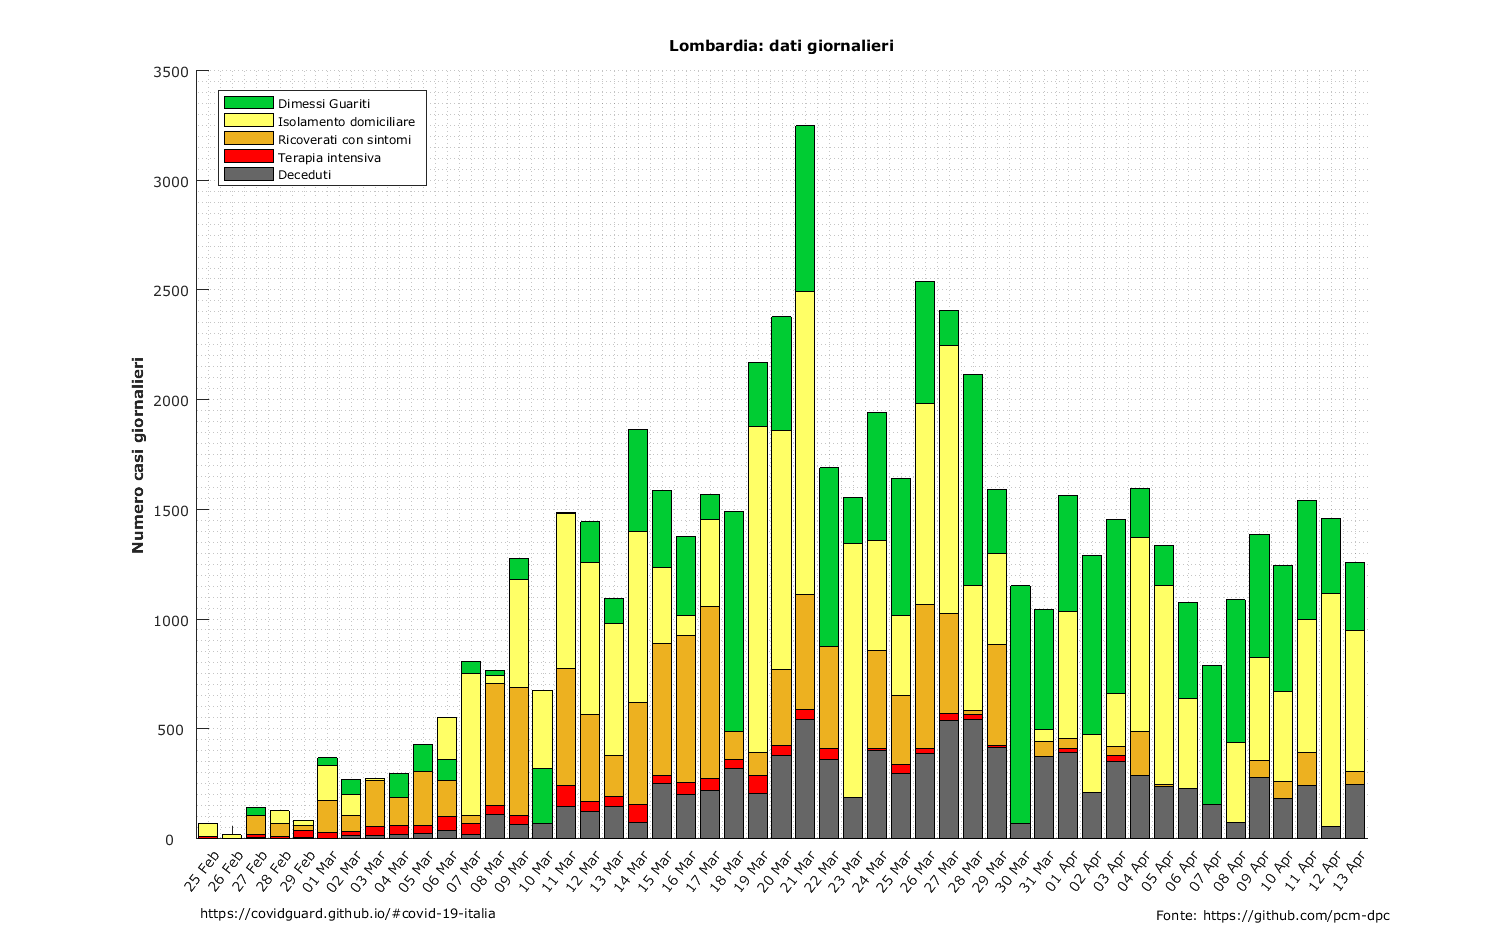 Lombardia: dati giornalieri
3500
3000
2500
2000
1500
1000
500
0
Numero casi giornalieri
Dimessi Guariti
Isolamento domiciliare
Ricoverati con sintomi
Terapia intensiva
Deceduti
25 Feb
26 Feb
27 Feb
28 Feb
29 Feb
01 Mar
02 Mar
03 Mar
04 Mar
05 Mar
06 Mar
07 Mar
08 Mar
09 Mar
10 Mar
11 Mar
12 Mar
13 Mar
14 Mar
15 Mar
16 Mar
17 Mar
18 Mar
19 Mar
20 Mar
21 Mar
22 Mar
23 Mar
24 Mar
25 Mar
26 Mar
27 Mar
28 Mar
29 Mar
30 Mar
31 Mar
01 Apr
02 Apr
03 Apr
04 Apr
05 Apr
06 Apr
07 Apr
08 Apr
09 Apr
10 Apr
11 Apr
12 Apr
13 Apr
https://covidguard.github.io/#covid-19-italia
Fonte: https://github.com/pcm-dpc